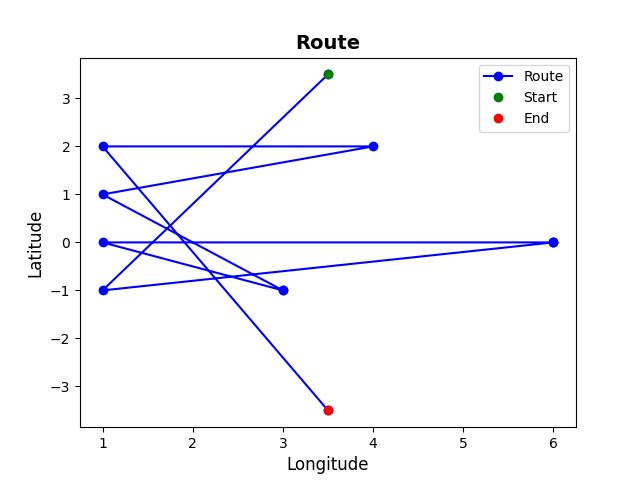 Route
Route
Start
End
3
2
1
0
−1
−2
−3
Latitude
1 2 3 4 5 6
Longitude